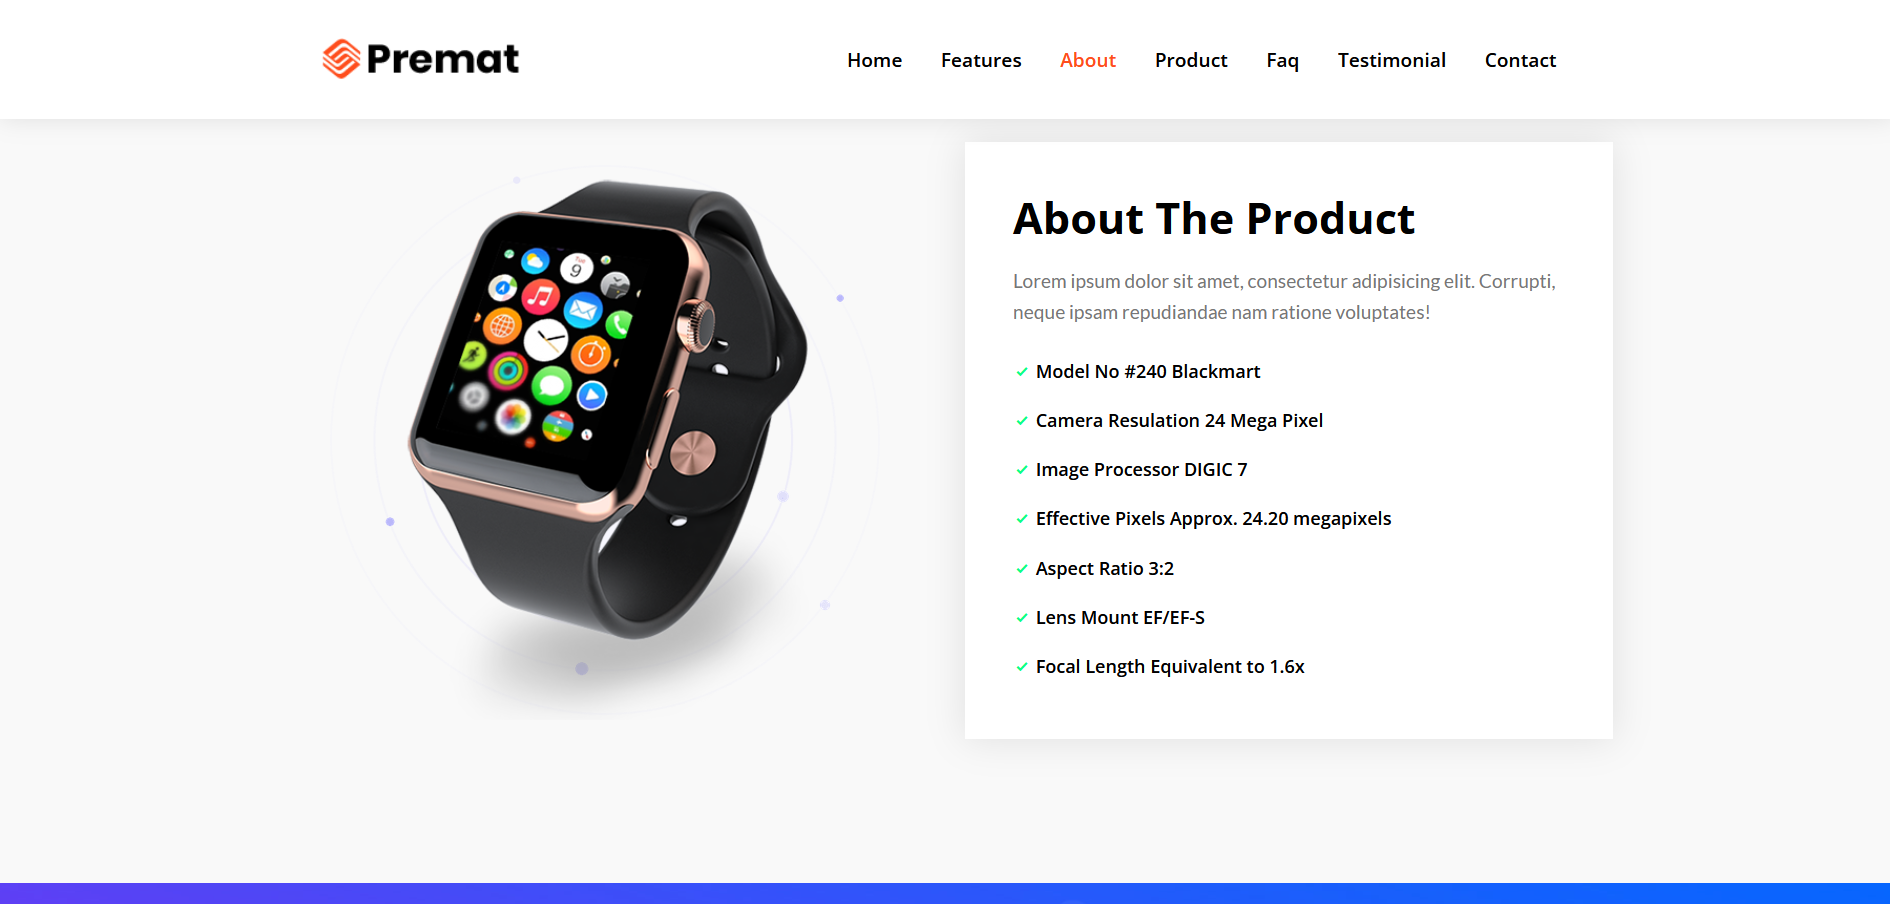 Premat
Home Features About Product Faq Testimonial Contact
Tue
9
About The Product
Lorem ipsum dolor sit amet, consectetur adipisicing elit. Corrupti,
neque ipsam repudiandae nam ratione voluptates!
Model No #240 Blackmart
Camera Resulation 24 Mega Pixel
Image Processor DIGIC 7
Effective Pixels Approx. 24.20 megapixels
Aspect Ratio 3:2
Lens Mount EF/EF-S
Focal Length Equivalent to 1.6x